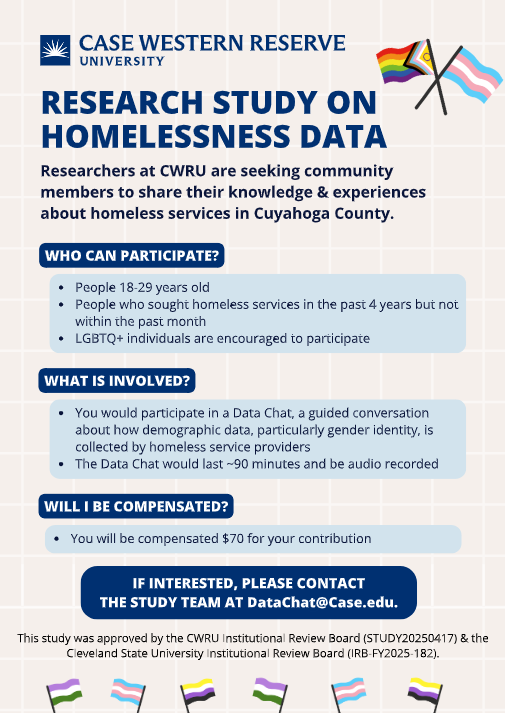 CASE WESTERN RESERVE
UNIVERSITY
RESEARCH STUDY ON
HOMELESSNESS DATA
Researchers at CWRU are seeking community
members to share their knowledge & experiences
about homeless services in Cuyahoga County.
WHO CAN PARTICIPATE?
• People 18-29 years old
• People who sought homeless services in the past 4 years but not
within the past month
• LGBTQ+ individuals are encouraged to participate
WHAT IS INVOLVED?
• You would participate in a Data Chat, a guided conversation
about how demographic data, particularly gender identity, is
collected by homeless service providers
• The Data Chat would last ~90 minutes and be audio recorded
WILL I BE COMPENSATED?
• You will be compensated $70 for your contribution
IF INTERESTED, PLEASE CONTACT
THE STUDY TEAM AT DataChat@Case.edu.
This study was approved by the CWRU Institutional Review Board (STUDY20250417) & the
Cleveland State University Institutional Review Board (IRB-FY2025-182).